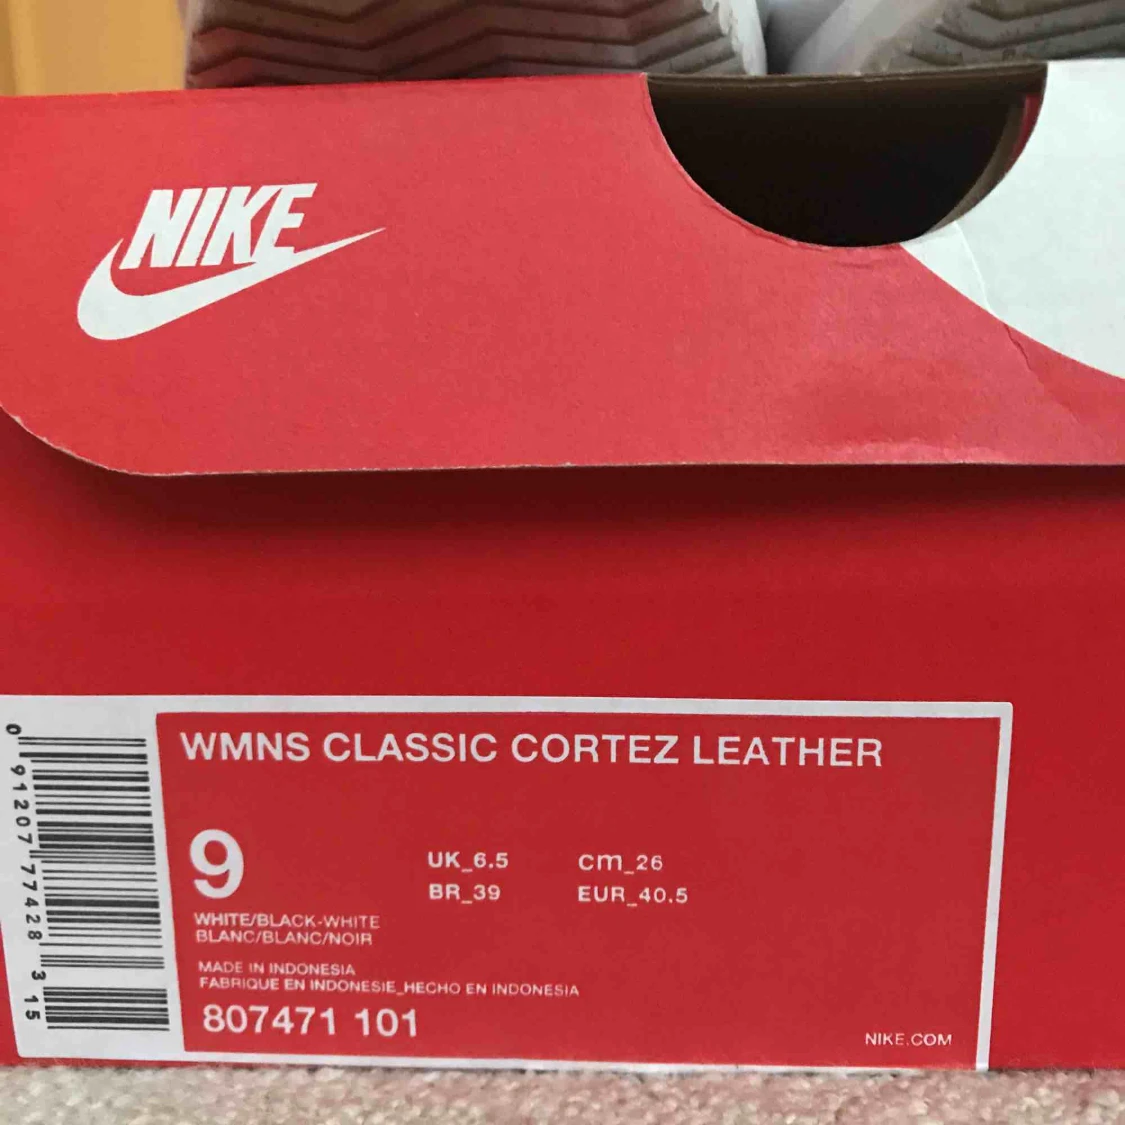 NIKE
WMNS CLASSIC CORTEZ LEATHER
9
UK_6.5 cm_26
BR_39 EUR_40.5
WHITE/BLACK-WHITE
BLANC/BLANC/NOIR
MADE IN INDONESIA
FABRIQUE EN INDONESIE_HECHO EN INDONESIA
807471 101
NIKE.COM
0 91207 77428 3 15